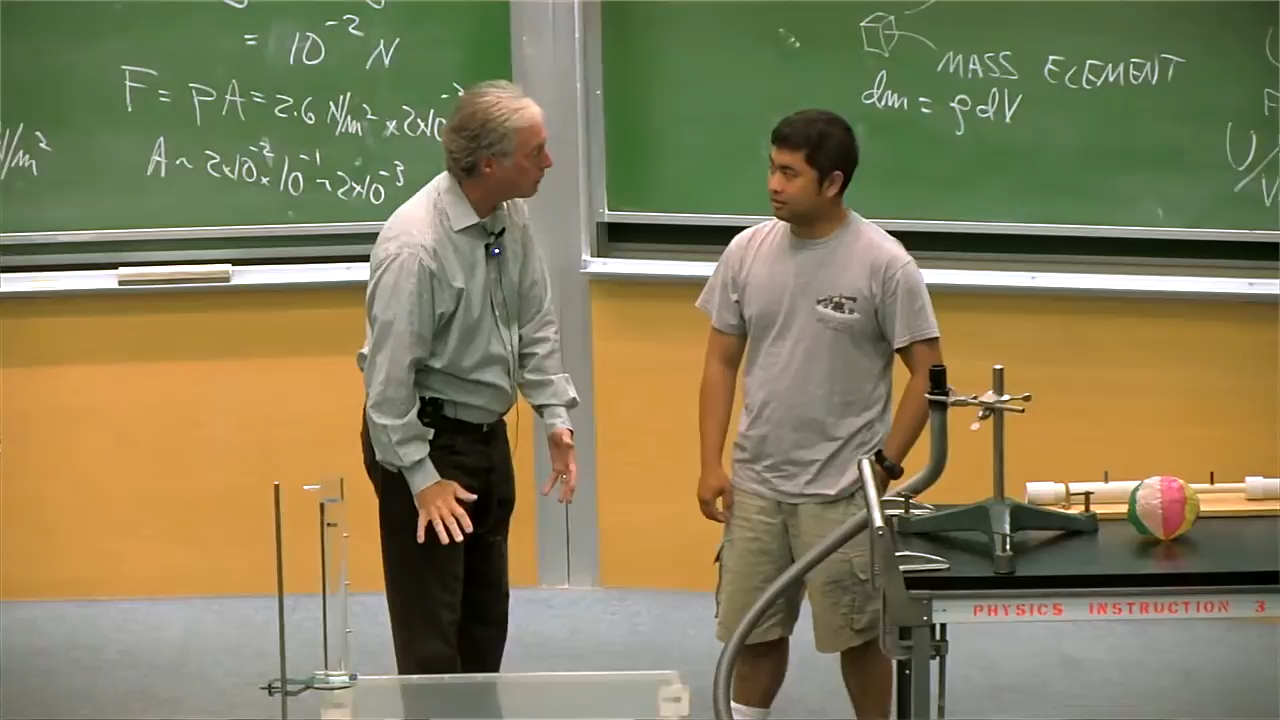 = 10⁻² N
F = PA = 2.6 N/m² × 2×10⁻²
N/m²
A ~ 2×10⁻² × 10⁻¹ ~ 2×10⁻³
MASS ELEMENT
dm = ρdV
U/
PHYSICS INSTRUCTION 3